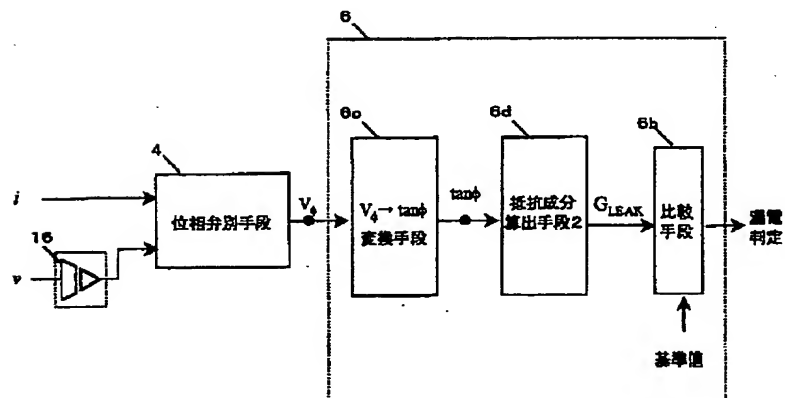 6
6c
6d
6b
4
i
位相弁別手段
Vφ
Vφ→tanφ
変換手段
tanφ
抵抗成分
算出手段2
GLEAK
比較
手段
漏電
判定
16
v
基準値